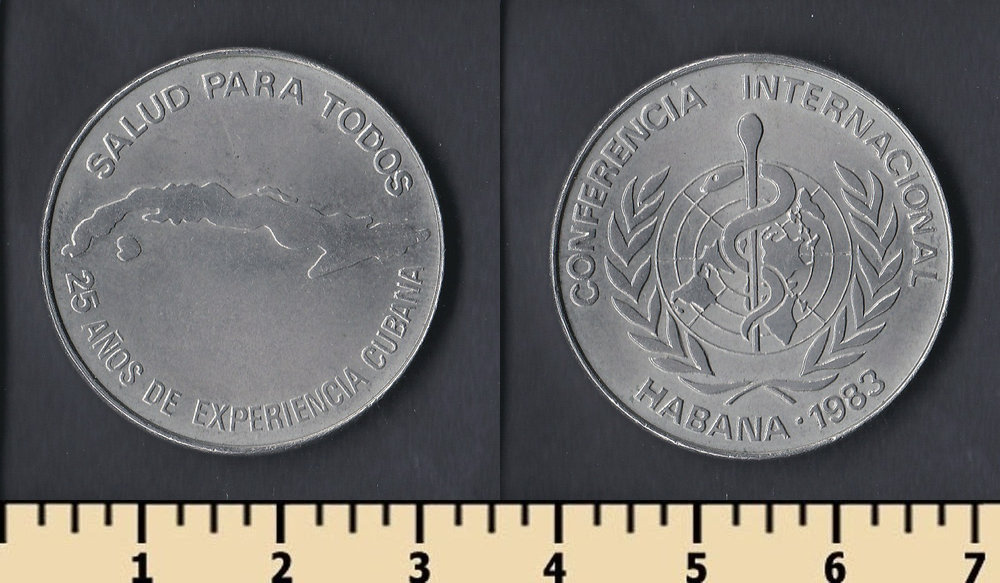 SALUD PARA TODOS
25 AÑOS DE EXPERIENCIA CUBANA
CONFERENCIA INTERNACIONAL
HABANA · 1983
1 2 3 4 5 6 7